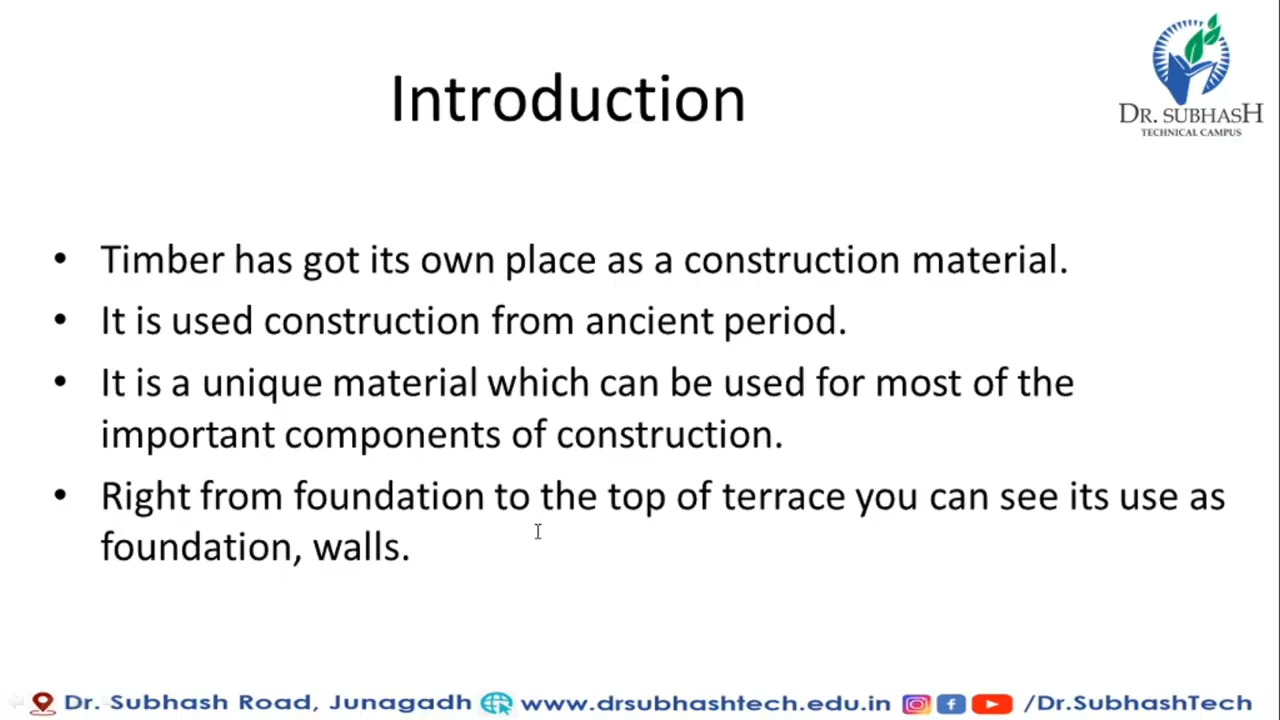 Introduction
DR. SUBHASH
TECHNICAL CAMPUS
• Timber has got its own place as a construction material.
• It is used construction from ancient period.
• It is a unique material which can be used for most of the
important components of construction.
• Right from foundation to the top of terrace you can see its use as
foundation, walls.
Dr. Subhash Road, Junagadh www.drsubhashtech.edu.in /Dr.SubhashTech